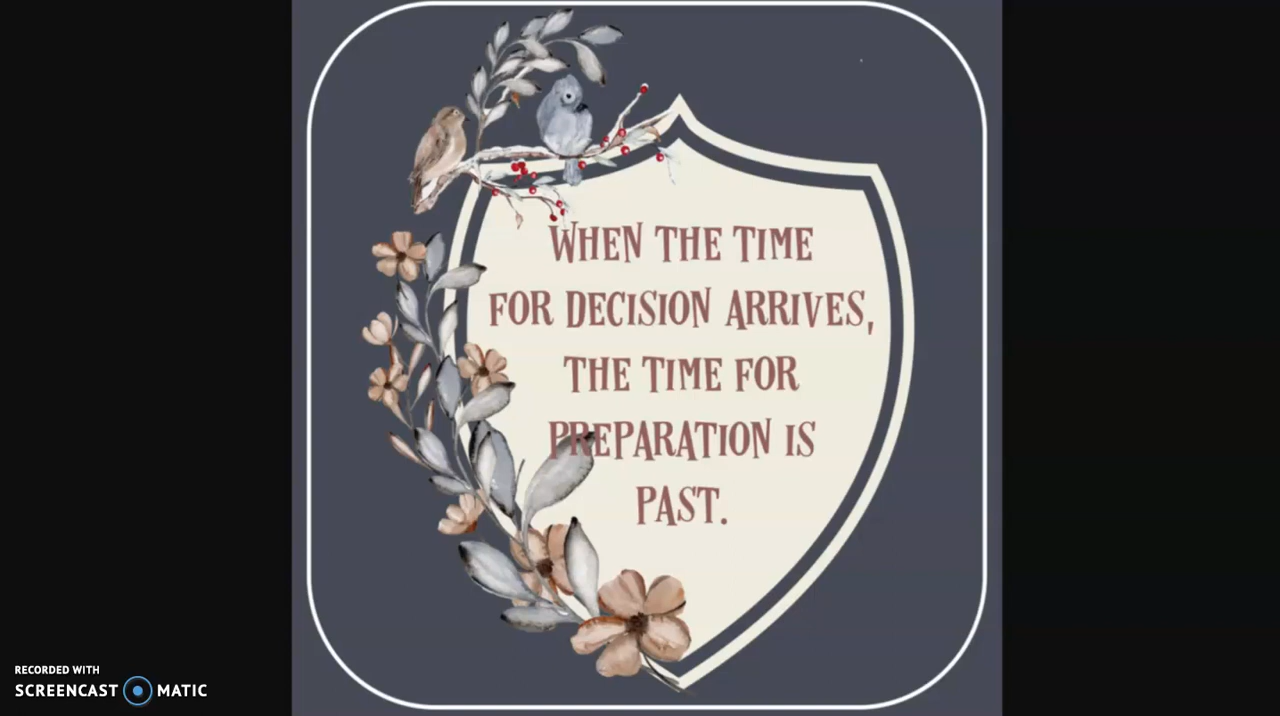 WHEN THE TIME
FOR DECISION ARRIVES,
THE TIME FOR
PREPARATION IS
PAST.
RECORDED WITH
SCREENCAST MATIC